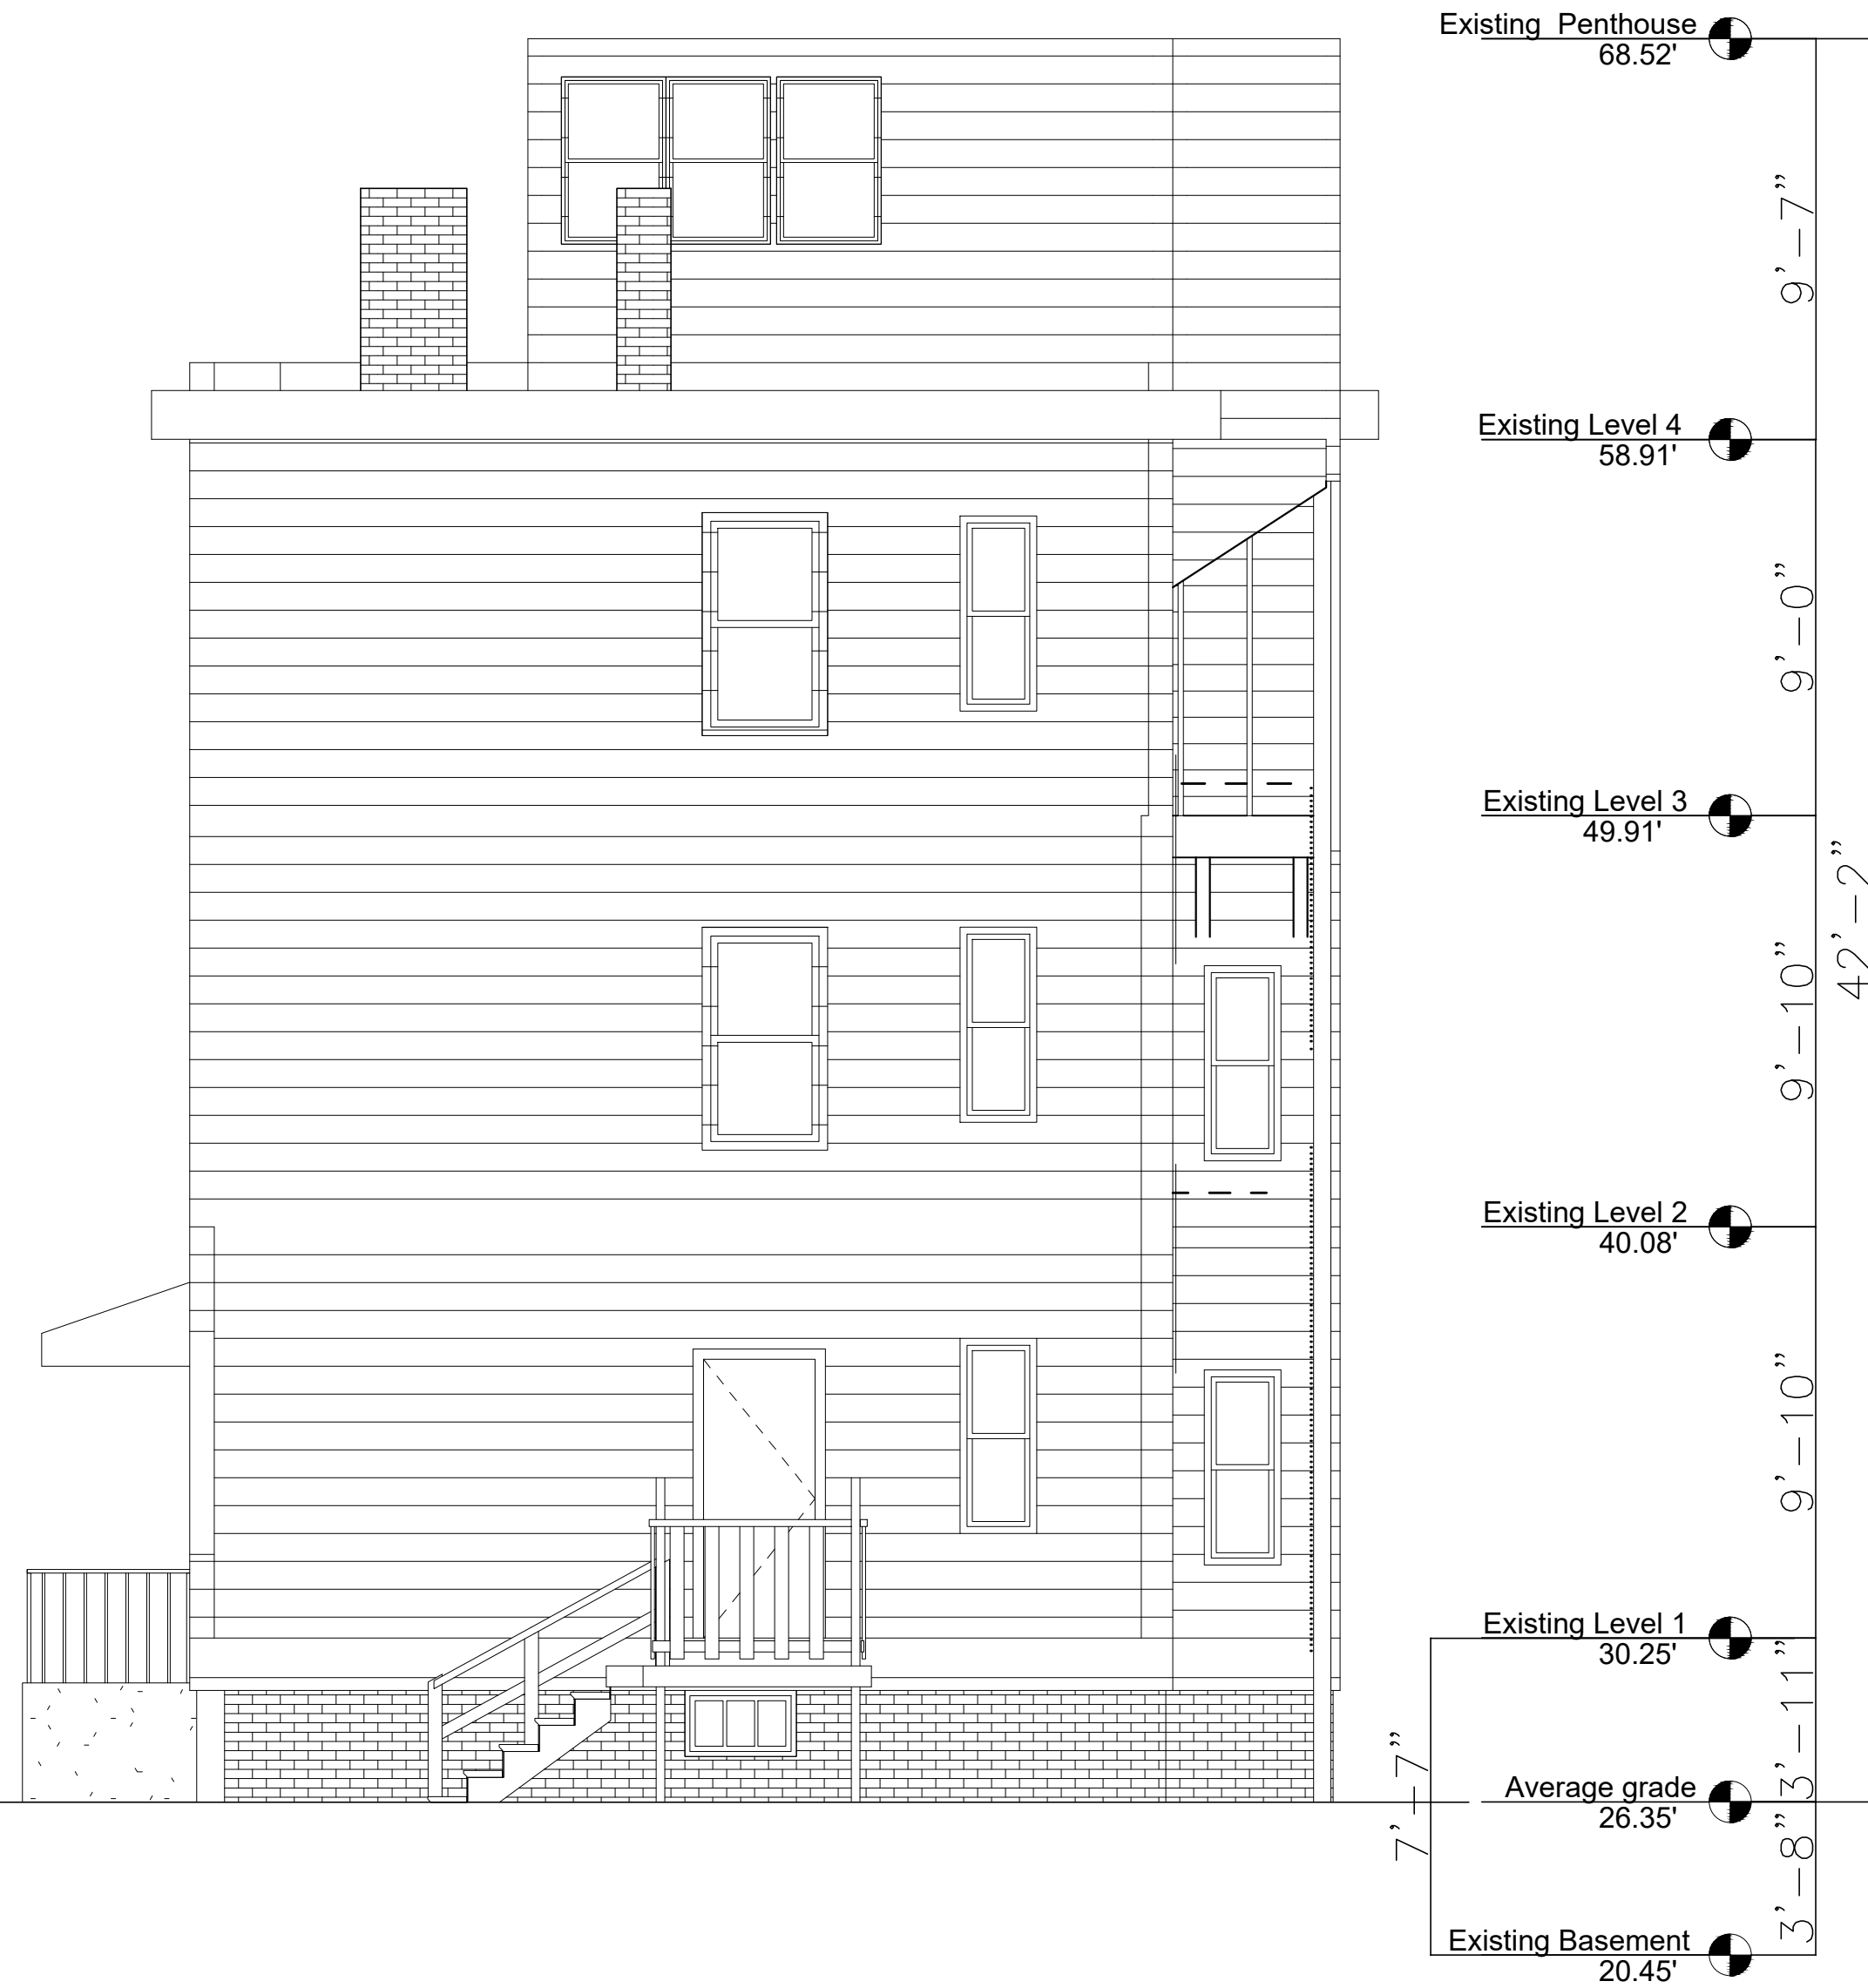 Existing  Penthouse
68.52'
9'-7"
Existing Level 4
58.91'
9'-0"
Existing Level 3
49.91'
42'-2"
9'-10"
Existing Level 2
40.08'
9'-10"
Existing Level 1
30.25'
3'-11"
7'-7"
Average grade
26.35'
3'-8"
Existing Basement
20.45'